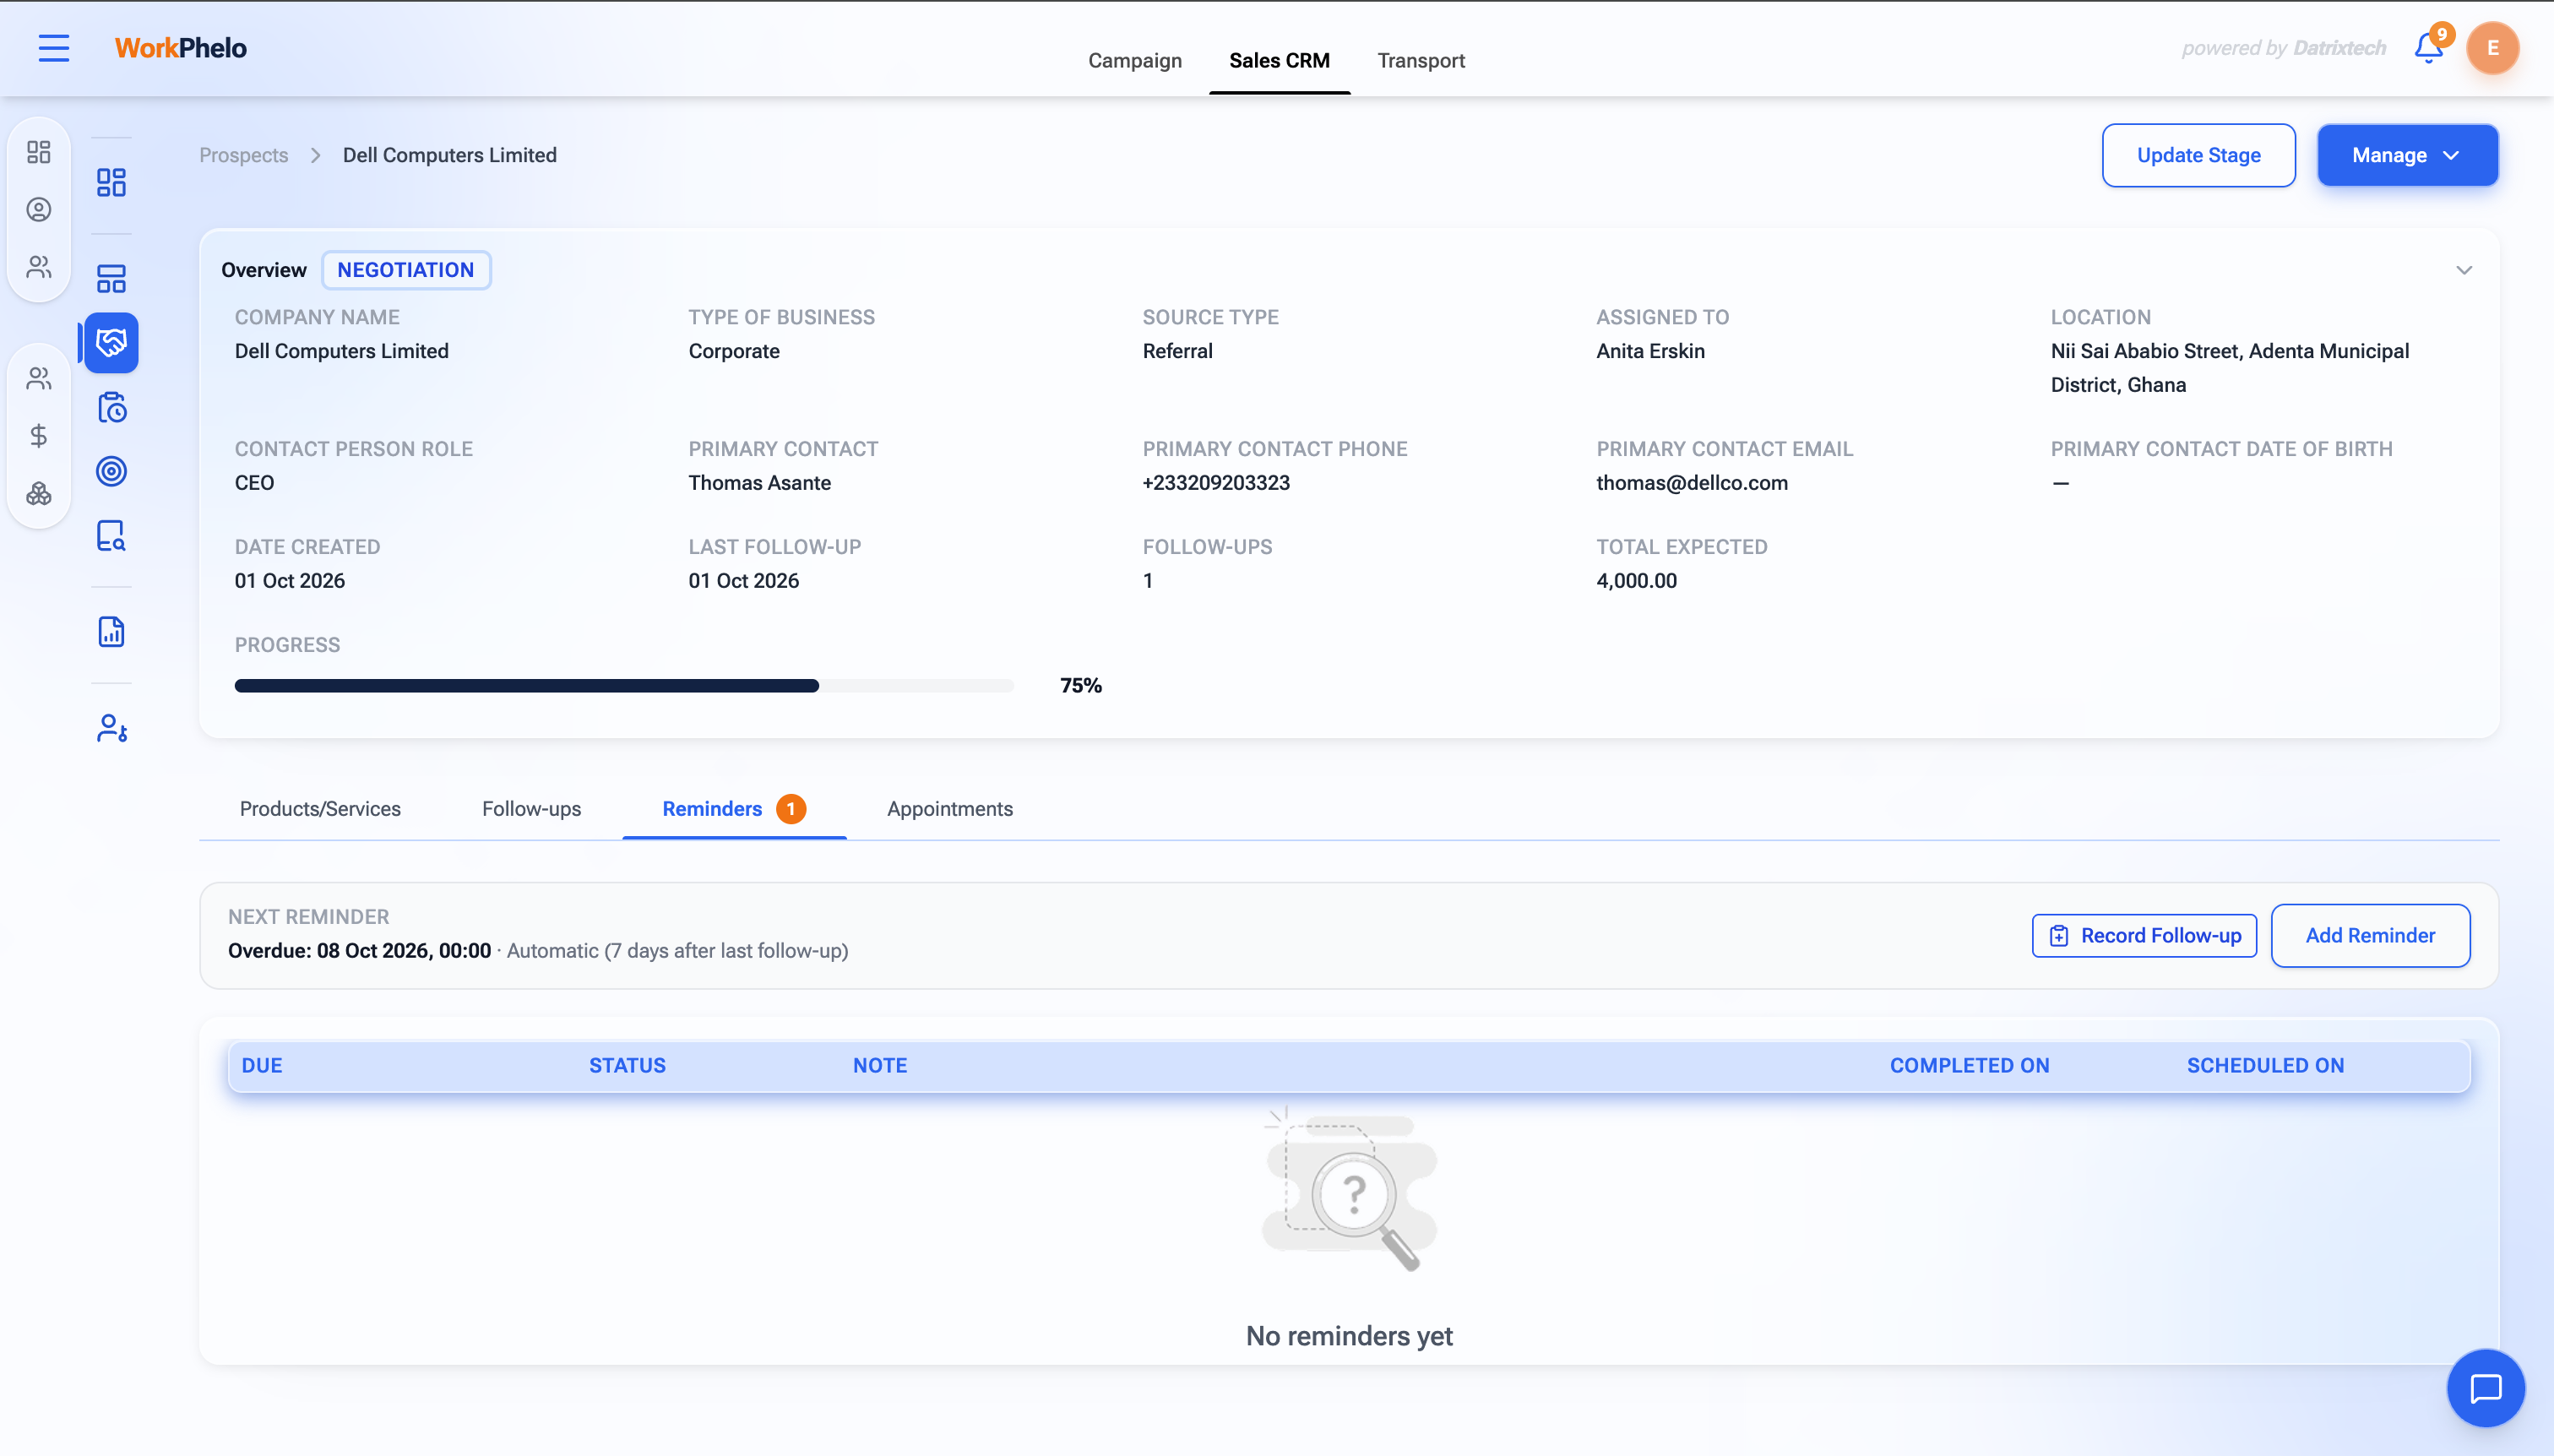 WorkPhelo
Campaign
Sales CRM
Transport
powered by Datrixtech
9
E
Prospects
Dell Computers Limited
Update Stage
Manage
Overview
NEGOTIATION
COMPANY NAME
Dell Computers Limited
TYPE OF BUSINESS
Corporate
SOURCE TYPE
Referral
ASSIGNED TO
Anita Erskin
LOCATION
Nii Sai Ababio Street, Adenta Municipal
District, Ghana
CONTACT PERSON ROLE
CEO
PRIMARY CONTACT
Thomas Asante
PRIMARY CONTACT PHONE
+233209203323
PRIMARY CONTACT EMAIL
thomas@dellco.com
PRIMARY CONTACT DATE OF BIRTH
—
DATE CREATED
01 Oct 2026
LAST FOLLOW-UP
01 Oct 2026
FOLLOW-UPS
1
TOTAL EXPECTED
4,000.00
PROGRESS
75%
Products/Services
Follow-ups
Reminders 1
Appointments
NEXT REMINDER
Overdue: 08 Oct 2026, 00:00 · Automatic (7 days after last follow-up)
Record Follow-up
Add Reminder
DUE
STATUS
NOTE
COMPLETED ON
SCHEDULED ON
?
No reminders yet